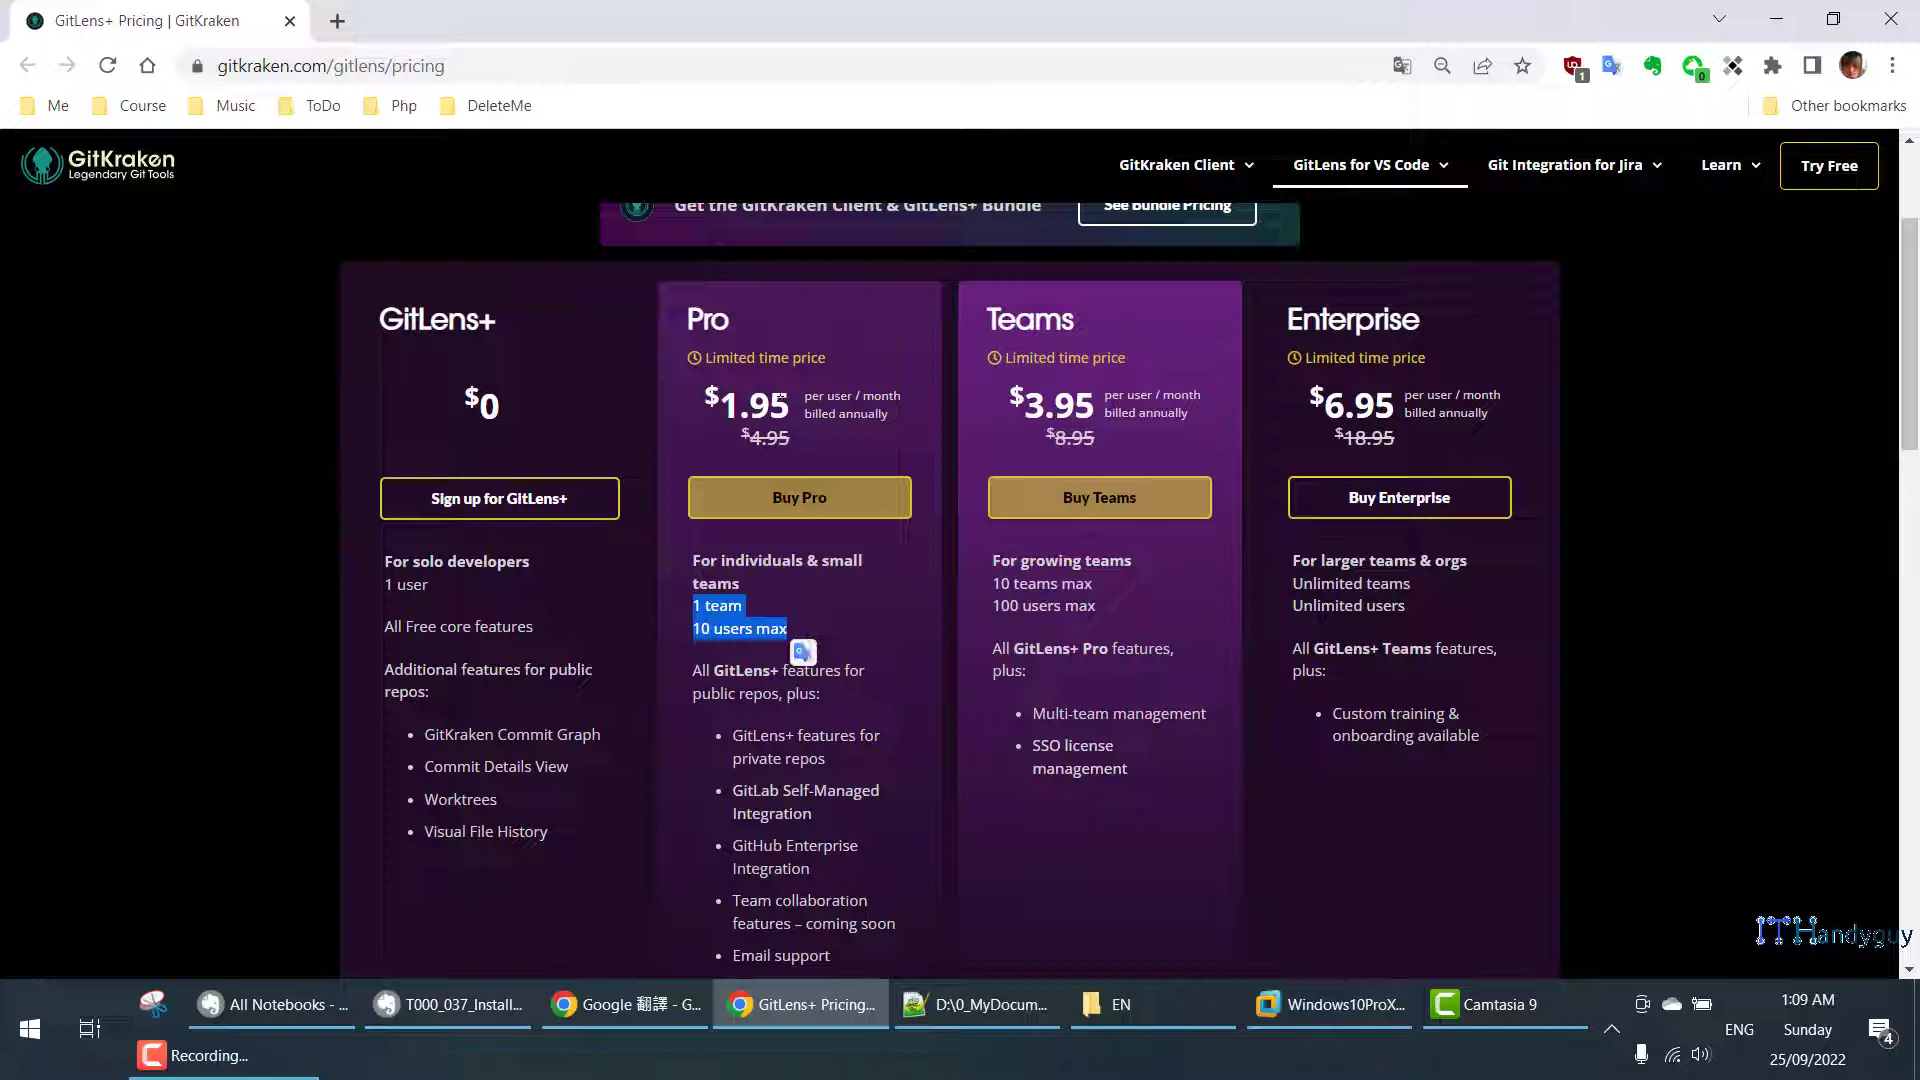 GitLens+ Pricing | GitKraken
gitkraken.com/gitlens/pricing
1
0
Me
Course
Music
ToDo
Php
DeleteMe
Other bookmarks
GitKraken
Legendary Git Tools
GitKraken Client
GitLens for VS Code
Git Integration for Jira
Learn
Try Free
Get the GitKraken Client & GitLens+ Bundle
See Bundle Pricing
GitLens+
$0
Sign up for GitLens+
For solo developers
1 user
All Free core features
Additional features for public
repos:
• GitKraken Commit Graph
• Commit Details View
• Worktrees
• Visual File History
Pro
Limited time price
$1.95
per user / month
billed annually
$4.95
Buy Pro
For individuals & small
teams
1 team
10 users max
All GitLens+ features for
public repos, plus:
• GitLens+ features for
private repos
• GitLab Self-Managed
Integration
• GitHub Enterprise
Integration
• Team collaboration
features – coming soon
• Email support
Teams
Limited time price
$3.95
per user / month
billed annually
$8.95
Buy Teams
For growing teams
10 teams max
100 users max
All GitLens+ Pro features,
plus:
• Multi-team management
• SSO license
management
Enterprise
Limited time price
$6.95
per user / month
billed annually
$18.95
Buy Enterprise
For larger teams & orgs
Unlimited teams
Unlimited users
All GitLens+ Teams features,
plus:
• Custom training &
onboarding available
ITHandyguy
All Notebooks - ...
T000_037_Install...
Google 翻譯 - G...
GitLens+ Pricing...
D:\0_MyDocum...
EN
Windows10ProX...
Camtasia 9
Recording...
ENG
1:09 AM
Sunday
25/09/2022
4